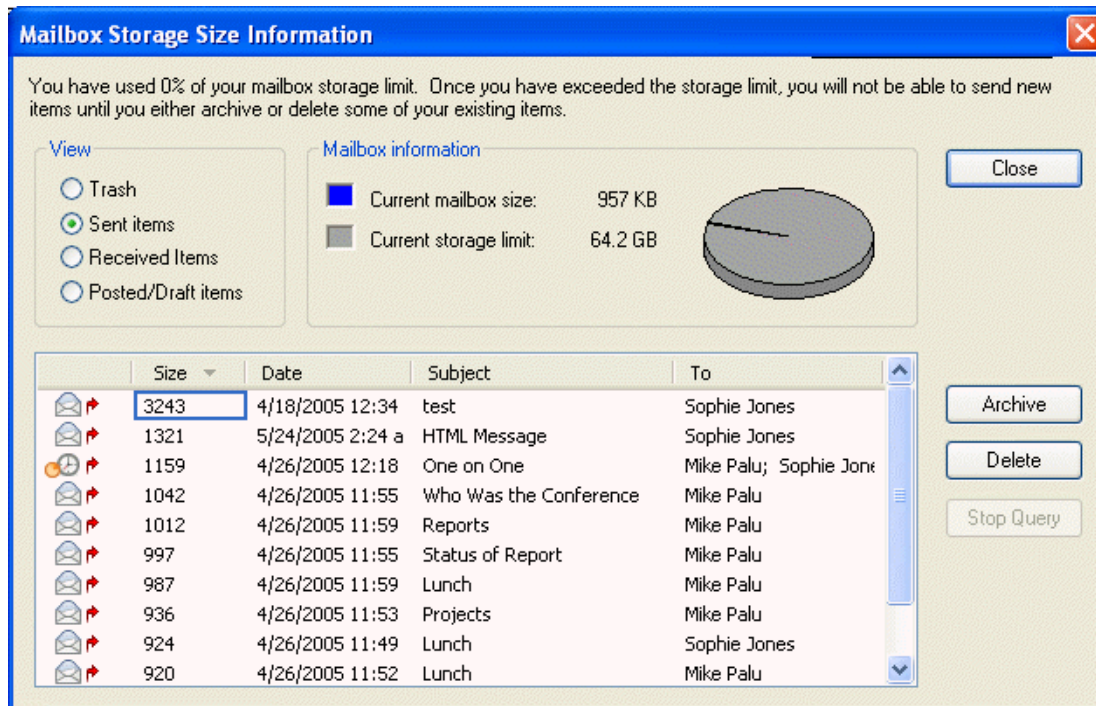 Mailbox Storage Size Information
You have used 0% of your mailbox storage limit. Once you have exceeded the storage limit, you will not be able to send new
items until you either archive or delete some of your existing items.
View
Trash
Sent items
Received Items
Posted/Draft items
Mailbox information
Current mailbox size: 957 KB
Current storage limit: 64.2 GB
Close
Size Date Subject To
3243 4/18/2005 12:34 test Sophie Jones
1321 5/24/2005 2:24 a HTML Message Sophie Jones
1159 4/26/2005 12:18 One on One Mike Palu; Sophie Jone
1042 4/26/2005 11:55 Who Was the Conference Mike Palu
1012 4/26/2005 11:59 Reports Mike Palu
997 4/26/2005 11:55 Status of Report Mike Palu
987 4/26/2005 11:59 Lunch Mike Palu
936 4/26/2005 11:53 Projects Mike Palu
924 4/26/2005 11:49 Lunch Sophie Jones
920 4/26/2005 11:52 Lunch Mike Palu
Archive
Delete
Stop Query